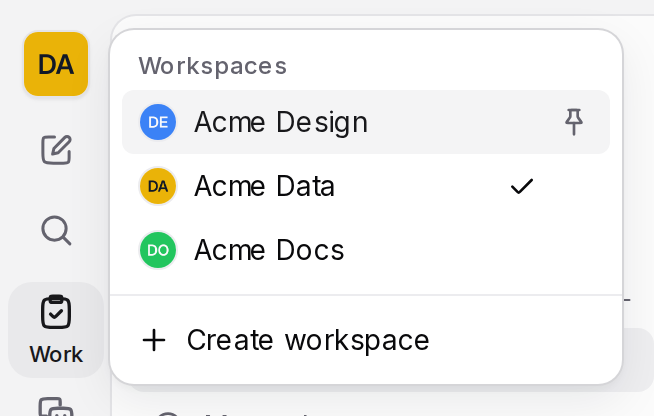 DA
Workspaces
DE Acme Design
DA Acme Data
DO Acme Docs
Create workspace
Work